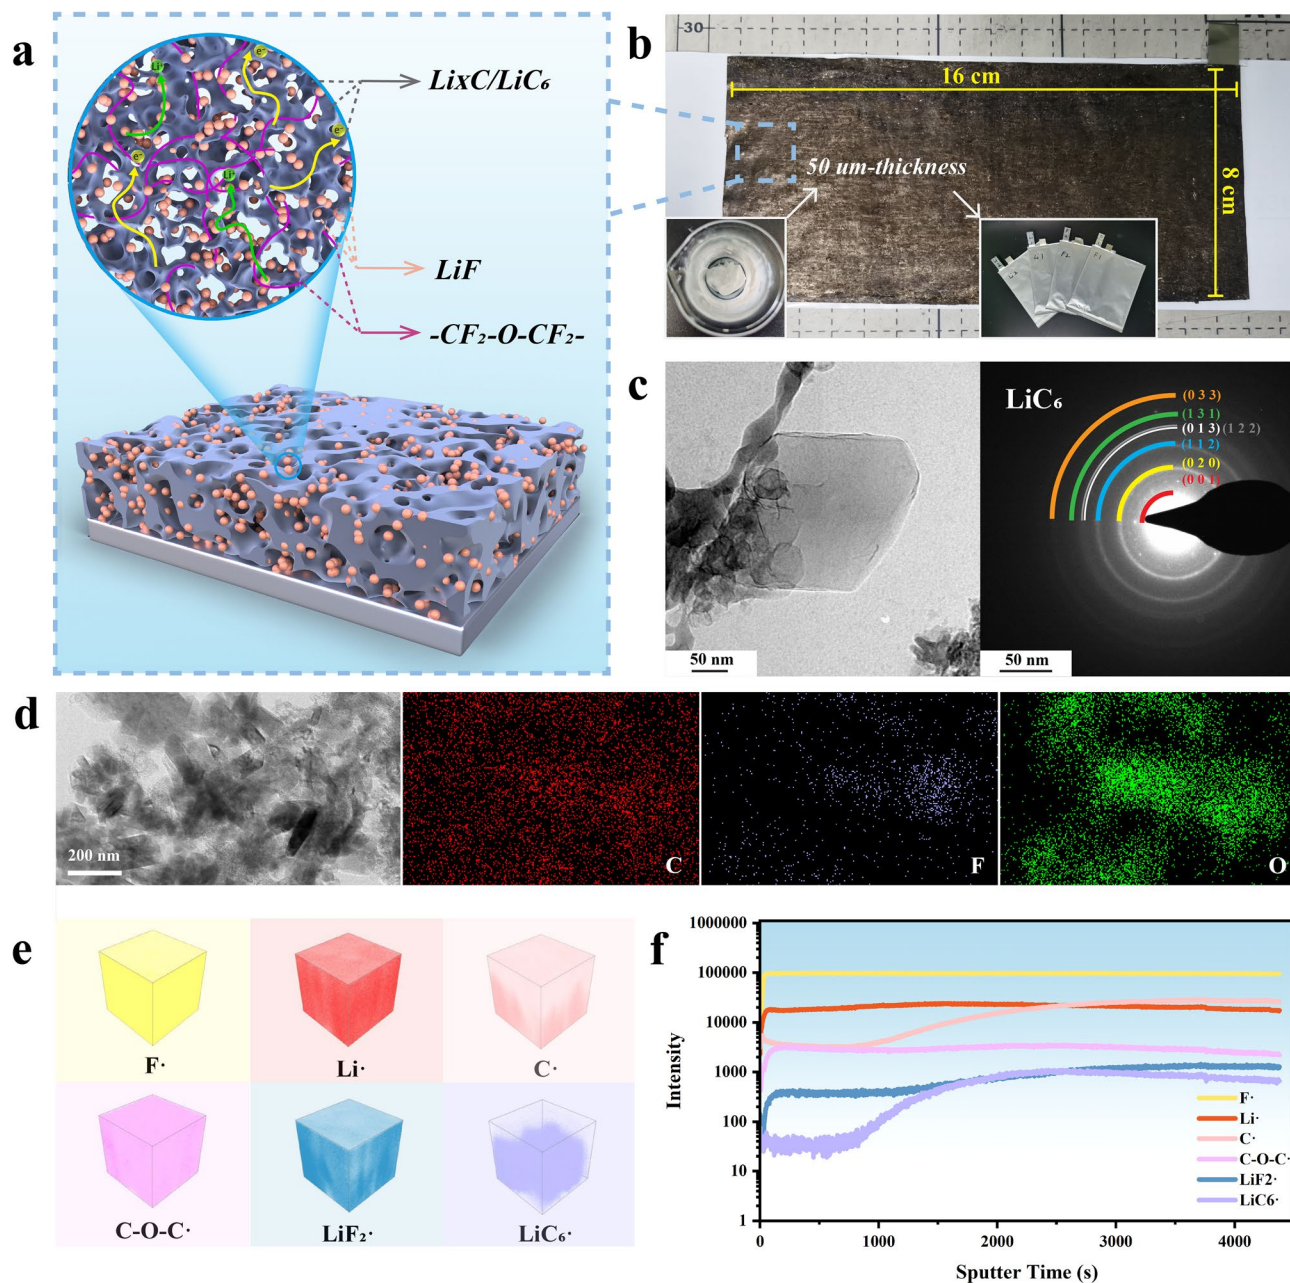 a
LixC/LiC₆
LiF
-CF₂-O-CF₂-
Li⁺
e⁻
e⁻
e⁻
Li⁺
b
30
16 cm
8 cm
50 um-thickness
c
50 nm
LiC₆
(0 3 3)
(1 3 1)
(0 1 3) (1 2 2)
(1 1 2)
(0 2 0)
(0 0 1)
50 nm
d
200 nm
C
F
O
e
F·
Li·
C·
C-O-C·
LiF₂·
LiC₆·
f
1000000
100000
10000
1000
100
10
1
Intensity
0
1000
2000
3000
4000
Sputter Time (s)
F·
Li·
C·
C-O-C·
LiF2·
LiC6·